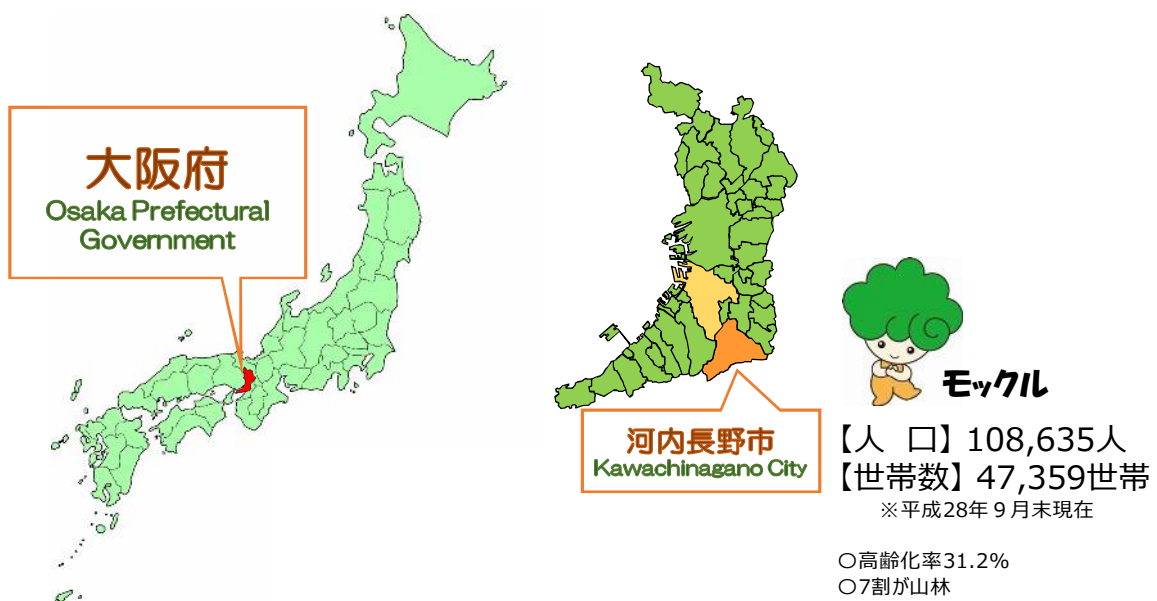 大阪府
Osaka Prefectural
Government
河内長野市
Kawachinagano City
モックル
【人　口】 108,635人
【世帯数】 47,359世帯
※平成28年９月末現在
○高齢化率31.2%
○7割が山林